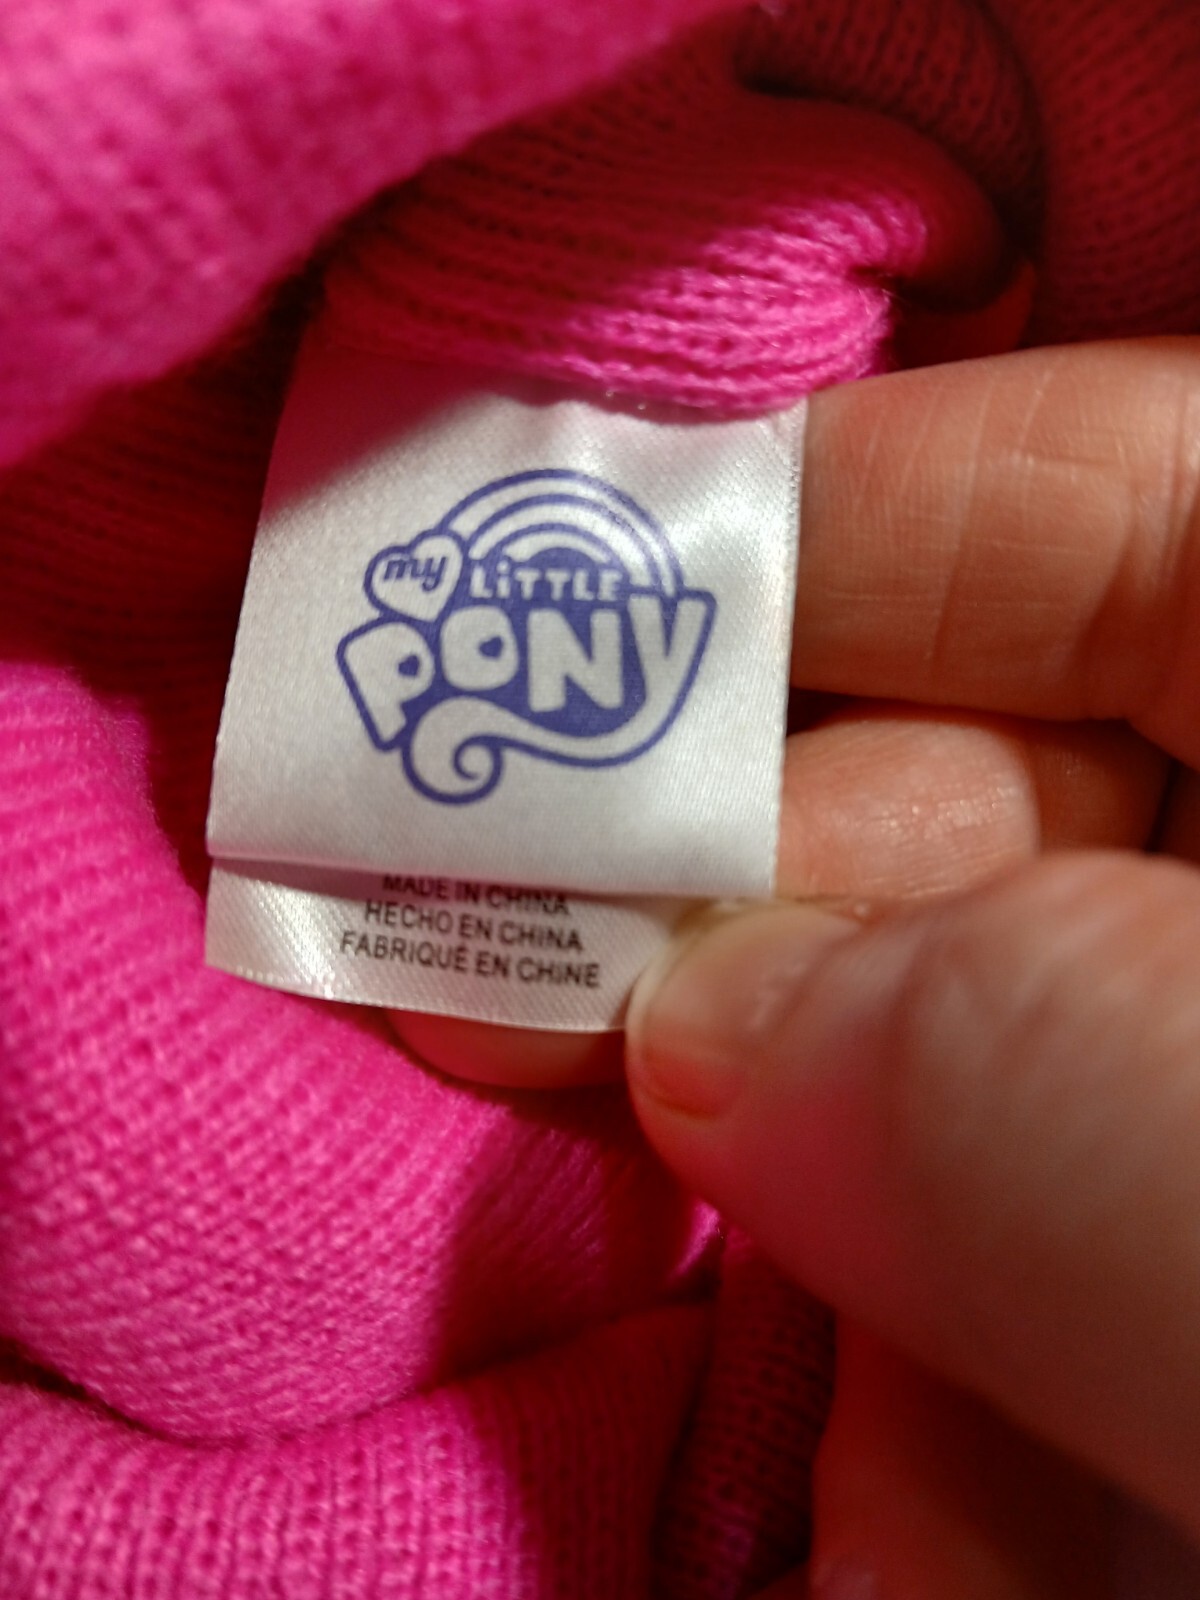 my LiTTLE
PONY
MADE IN CHINA
HECHO EN CHINA
FABRIQUÉ EN CHINE